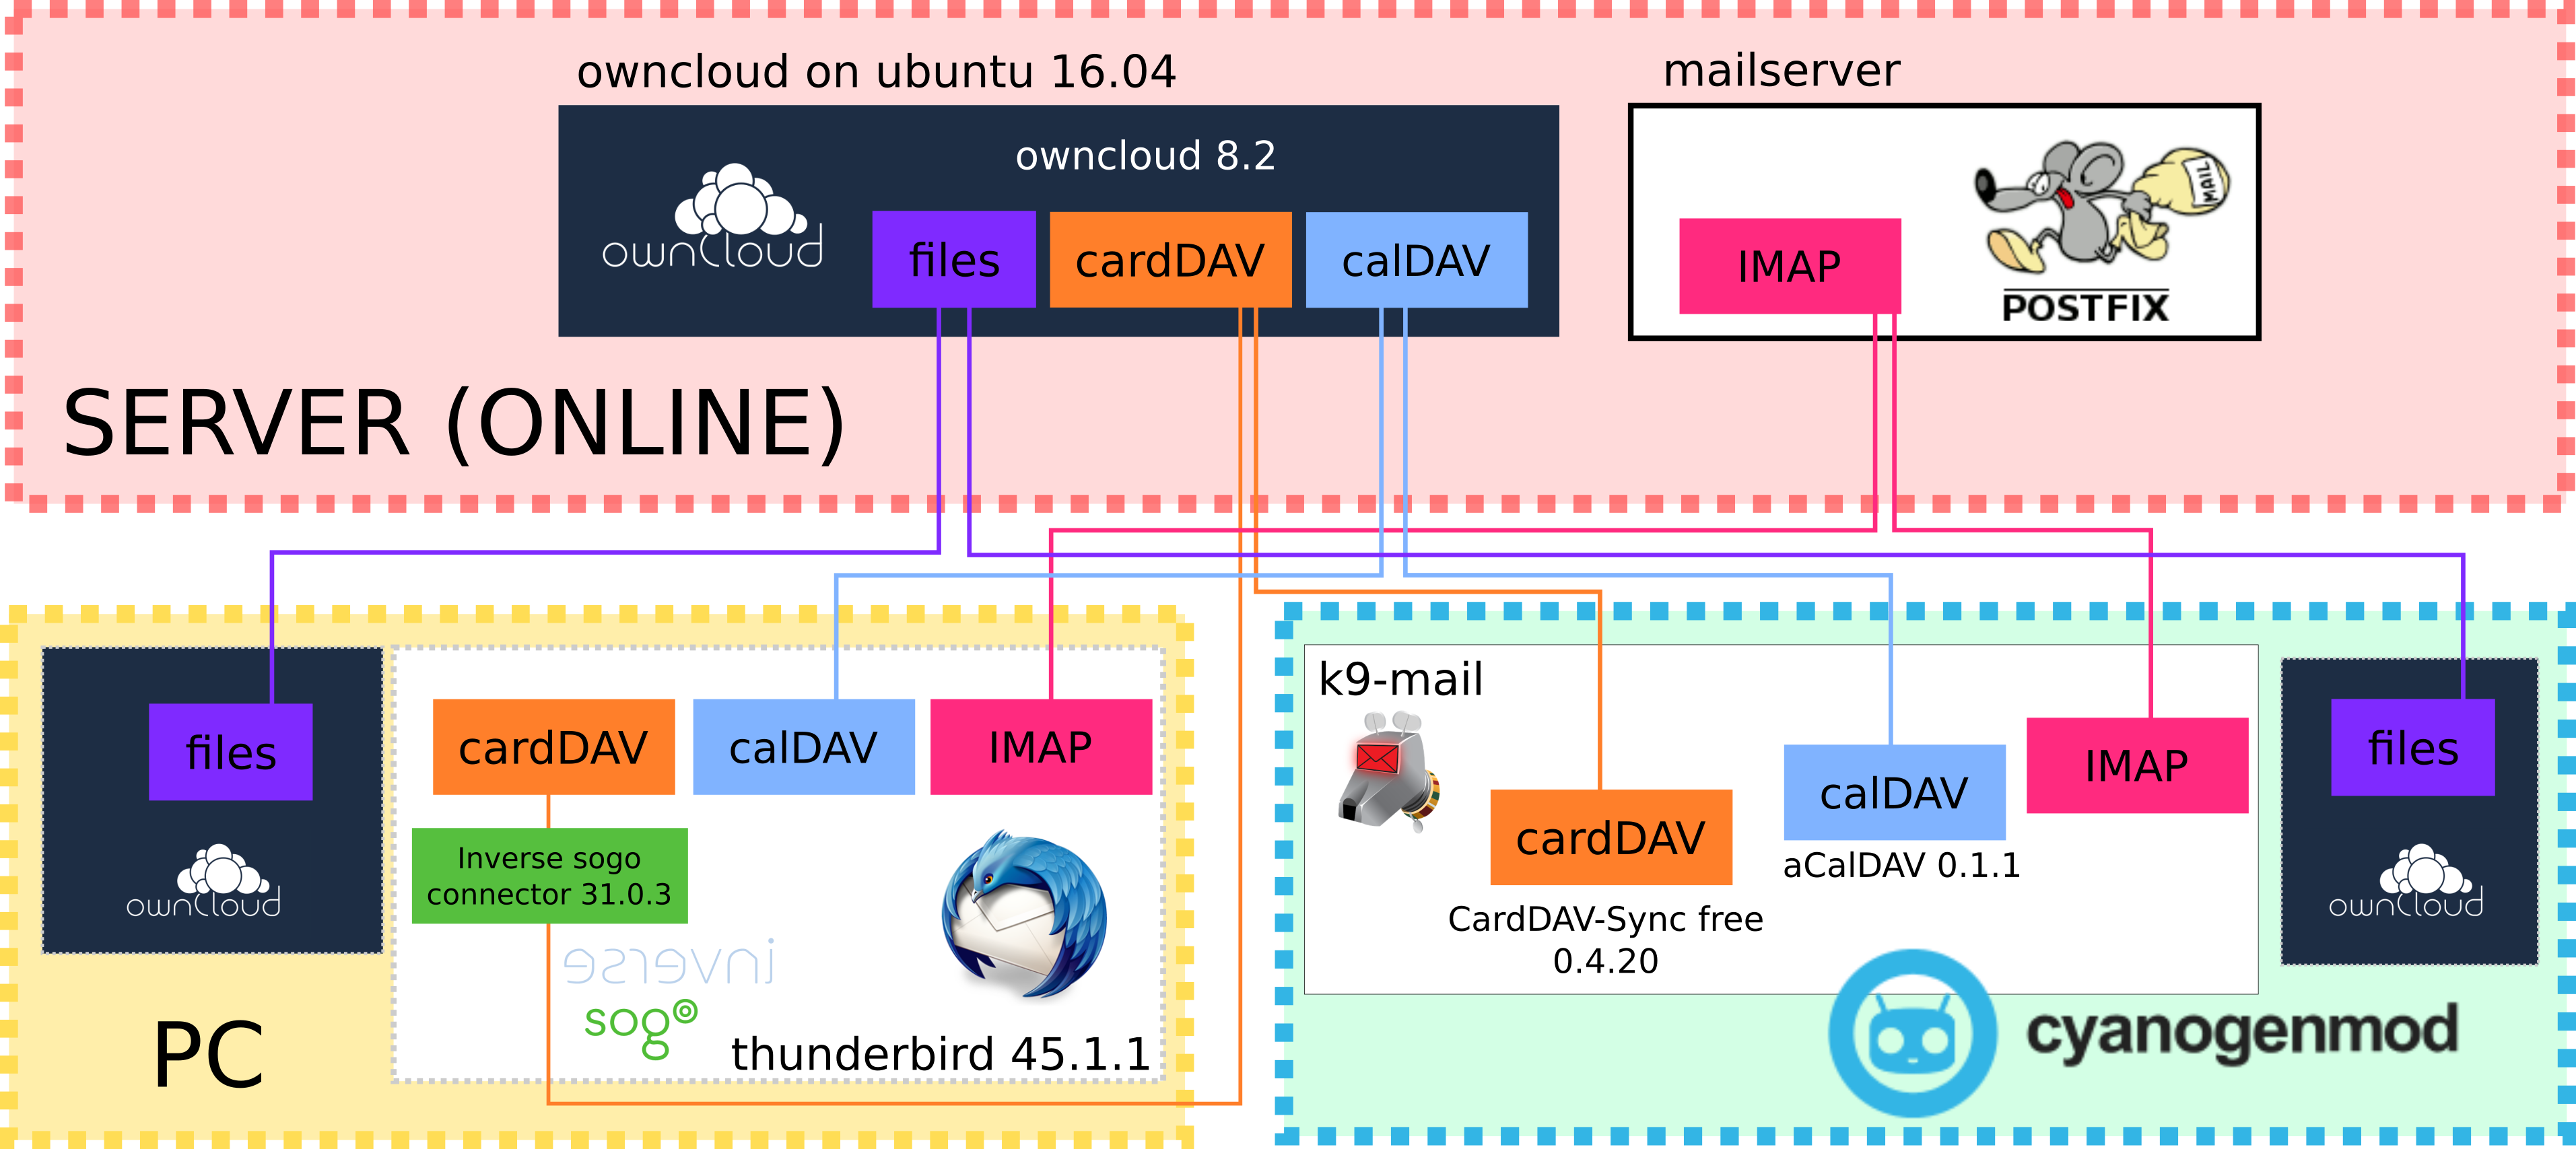 owncloud on ubuntu 16.04
mailserver
owncloud 8.2
ownCloud
files
cardDAV
calDAV
IMAP
MAIL
POSTFIX
SERVER (ONLINE)
files
ownCloud
PC
cardDAV
calDAV
IMAP
Inverse sogo
connector 31.0.3
inverse
sogo
thunderbird 45.1.1
k9-mail
cardDAV
CardDAV-Sync free
0.4.20
calDAV
aCalDAV 0.1.1
IMAP
files
ownCloud
cyanogenmod